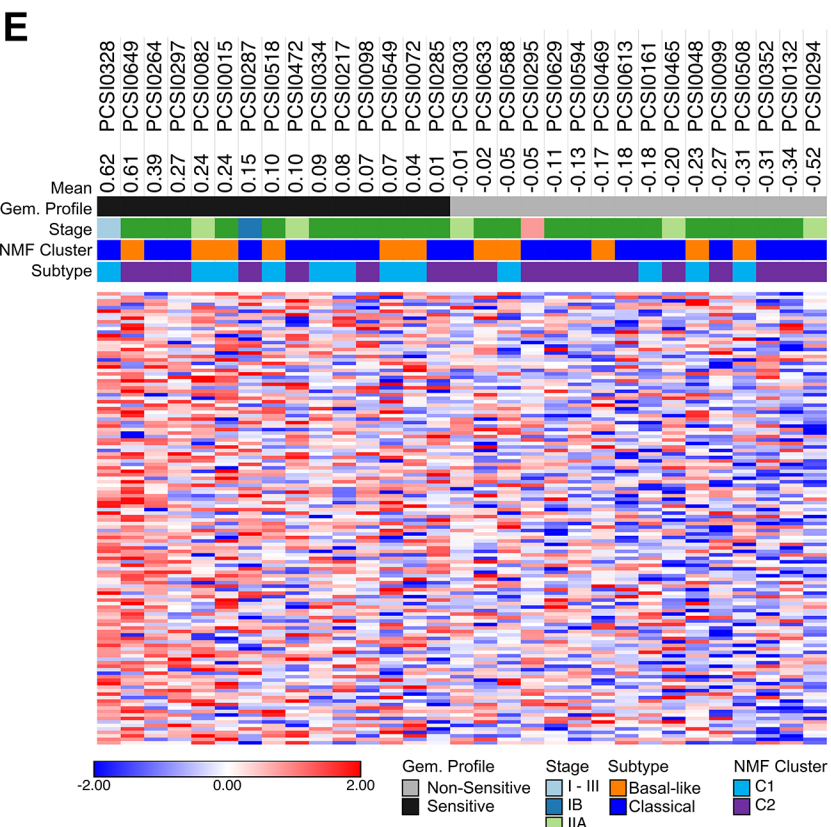 E
PCSI0328 PCSI0649 PCSI0264 PCSI0297 PCSI0082 PCSI0015 PCSI0287 PCSI0518 PCSI0472 PCSI0334 PCSI0217 PCSI0098 PCSI0549 PCSI0072 PCSI0285 PCSI0303 PCSI0633 PCSI0588 PCSI0295 PCSI0629 PCSI0594 PCSI0469 PCSI0613 PCSI0161 PCSI0465 PCSI0048 PCSI0099 PCSI0508 PCSI0352 PCSI0132 PCSI0294
Mean 0.62 0.61 0.39 0.27 0.24 0.24 0.15 0.10 0.10 0.09 0.08 0.07 0.07 0.04 0.01 -0.01 -0.02 -0.05 -0.05 -0.11 -0.13 -0.17 -0.18 -0.18 -0.20 -0.23 -0.27 -0.31 -0.31 -0.34 -0.52
Gem. Profile
Stage
NMF Cluster
Subtype
-2.00 0.00 2.00
Gem. Profile
Non-Sensitive
Sensitive
Stage
I - III
IB
IIA
Subtype
Basal-like
Classical
NMF Cluster
C1
C2